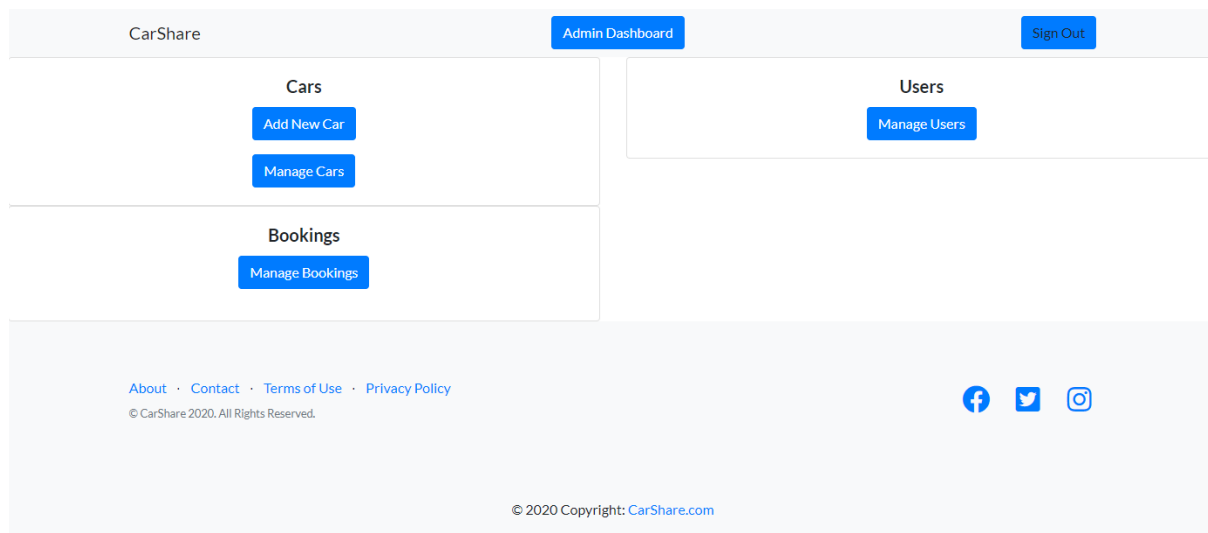 CarShare Admin Dashboard Sign Out
Cars
Add New Car
Manage Cars
Users
Manage Users
Bookings
Manage Bookings
About · Contact · Terms of Use · Privacy Policy
© CarShare 2020. All Rights Reserved.
© 2020 Copyright: CarShare.com